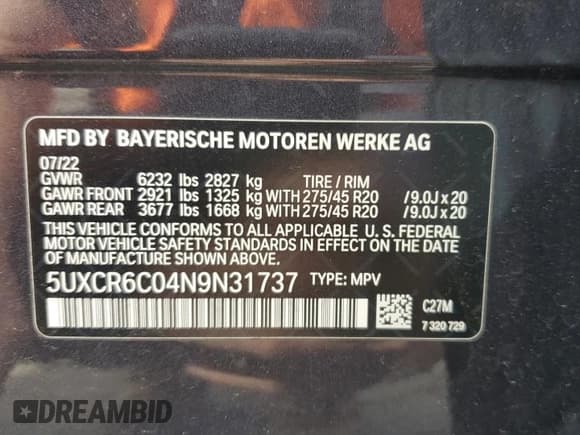 MFD BY BAYERISCHE MOTOREN WERKE AG
07/22
GVWR 6232 lbs 2827 kg TIRE / RIM
GAWR FRONT 2921 lbs 1325 kg WITH 275/45 R20 /9.0J x 20
GAWR REAR 3677 lbs 1668 kg WITH 275/45 R20 /9.0J x 20
THIS VEHICLE CONFORMS TO ALL APPLICABLE U. S. FEDERAL
MOTOR VEHICLE SAFETY STANDARDS IN EFFECT ON THE DATE
OF MANUFACTURE SHOWN ABOVE.
5UXCR6C04N9N31737 TYPE: MPV
C27M
7 320 729
DREAMBID